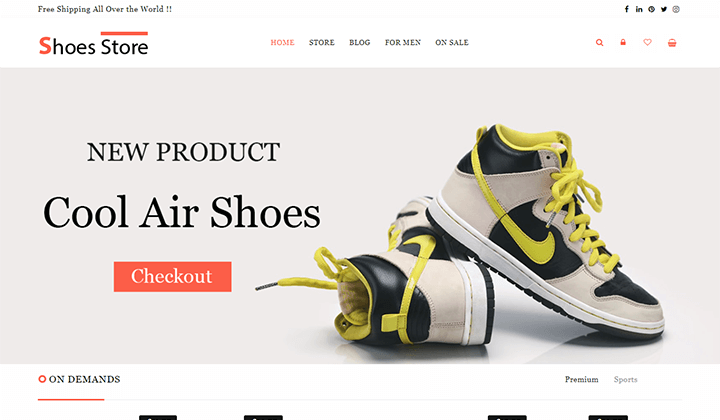 Free Shipping All Over the World !!
Shoes Store
HOME STORE BLOG FOR MEN ON SALE
NEW PRODUCT
Cool Air Shoes
Checkout
ON DEMANDS
Premium Sports